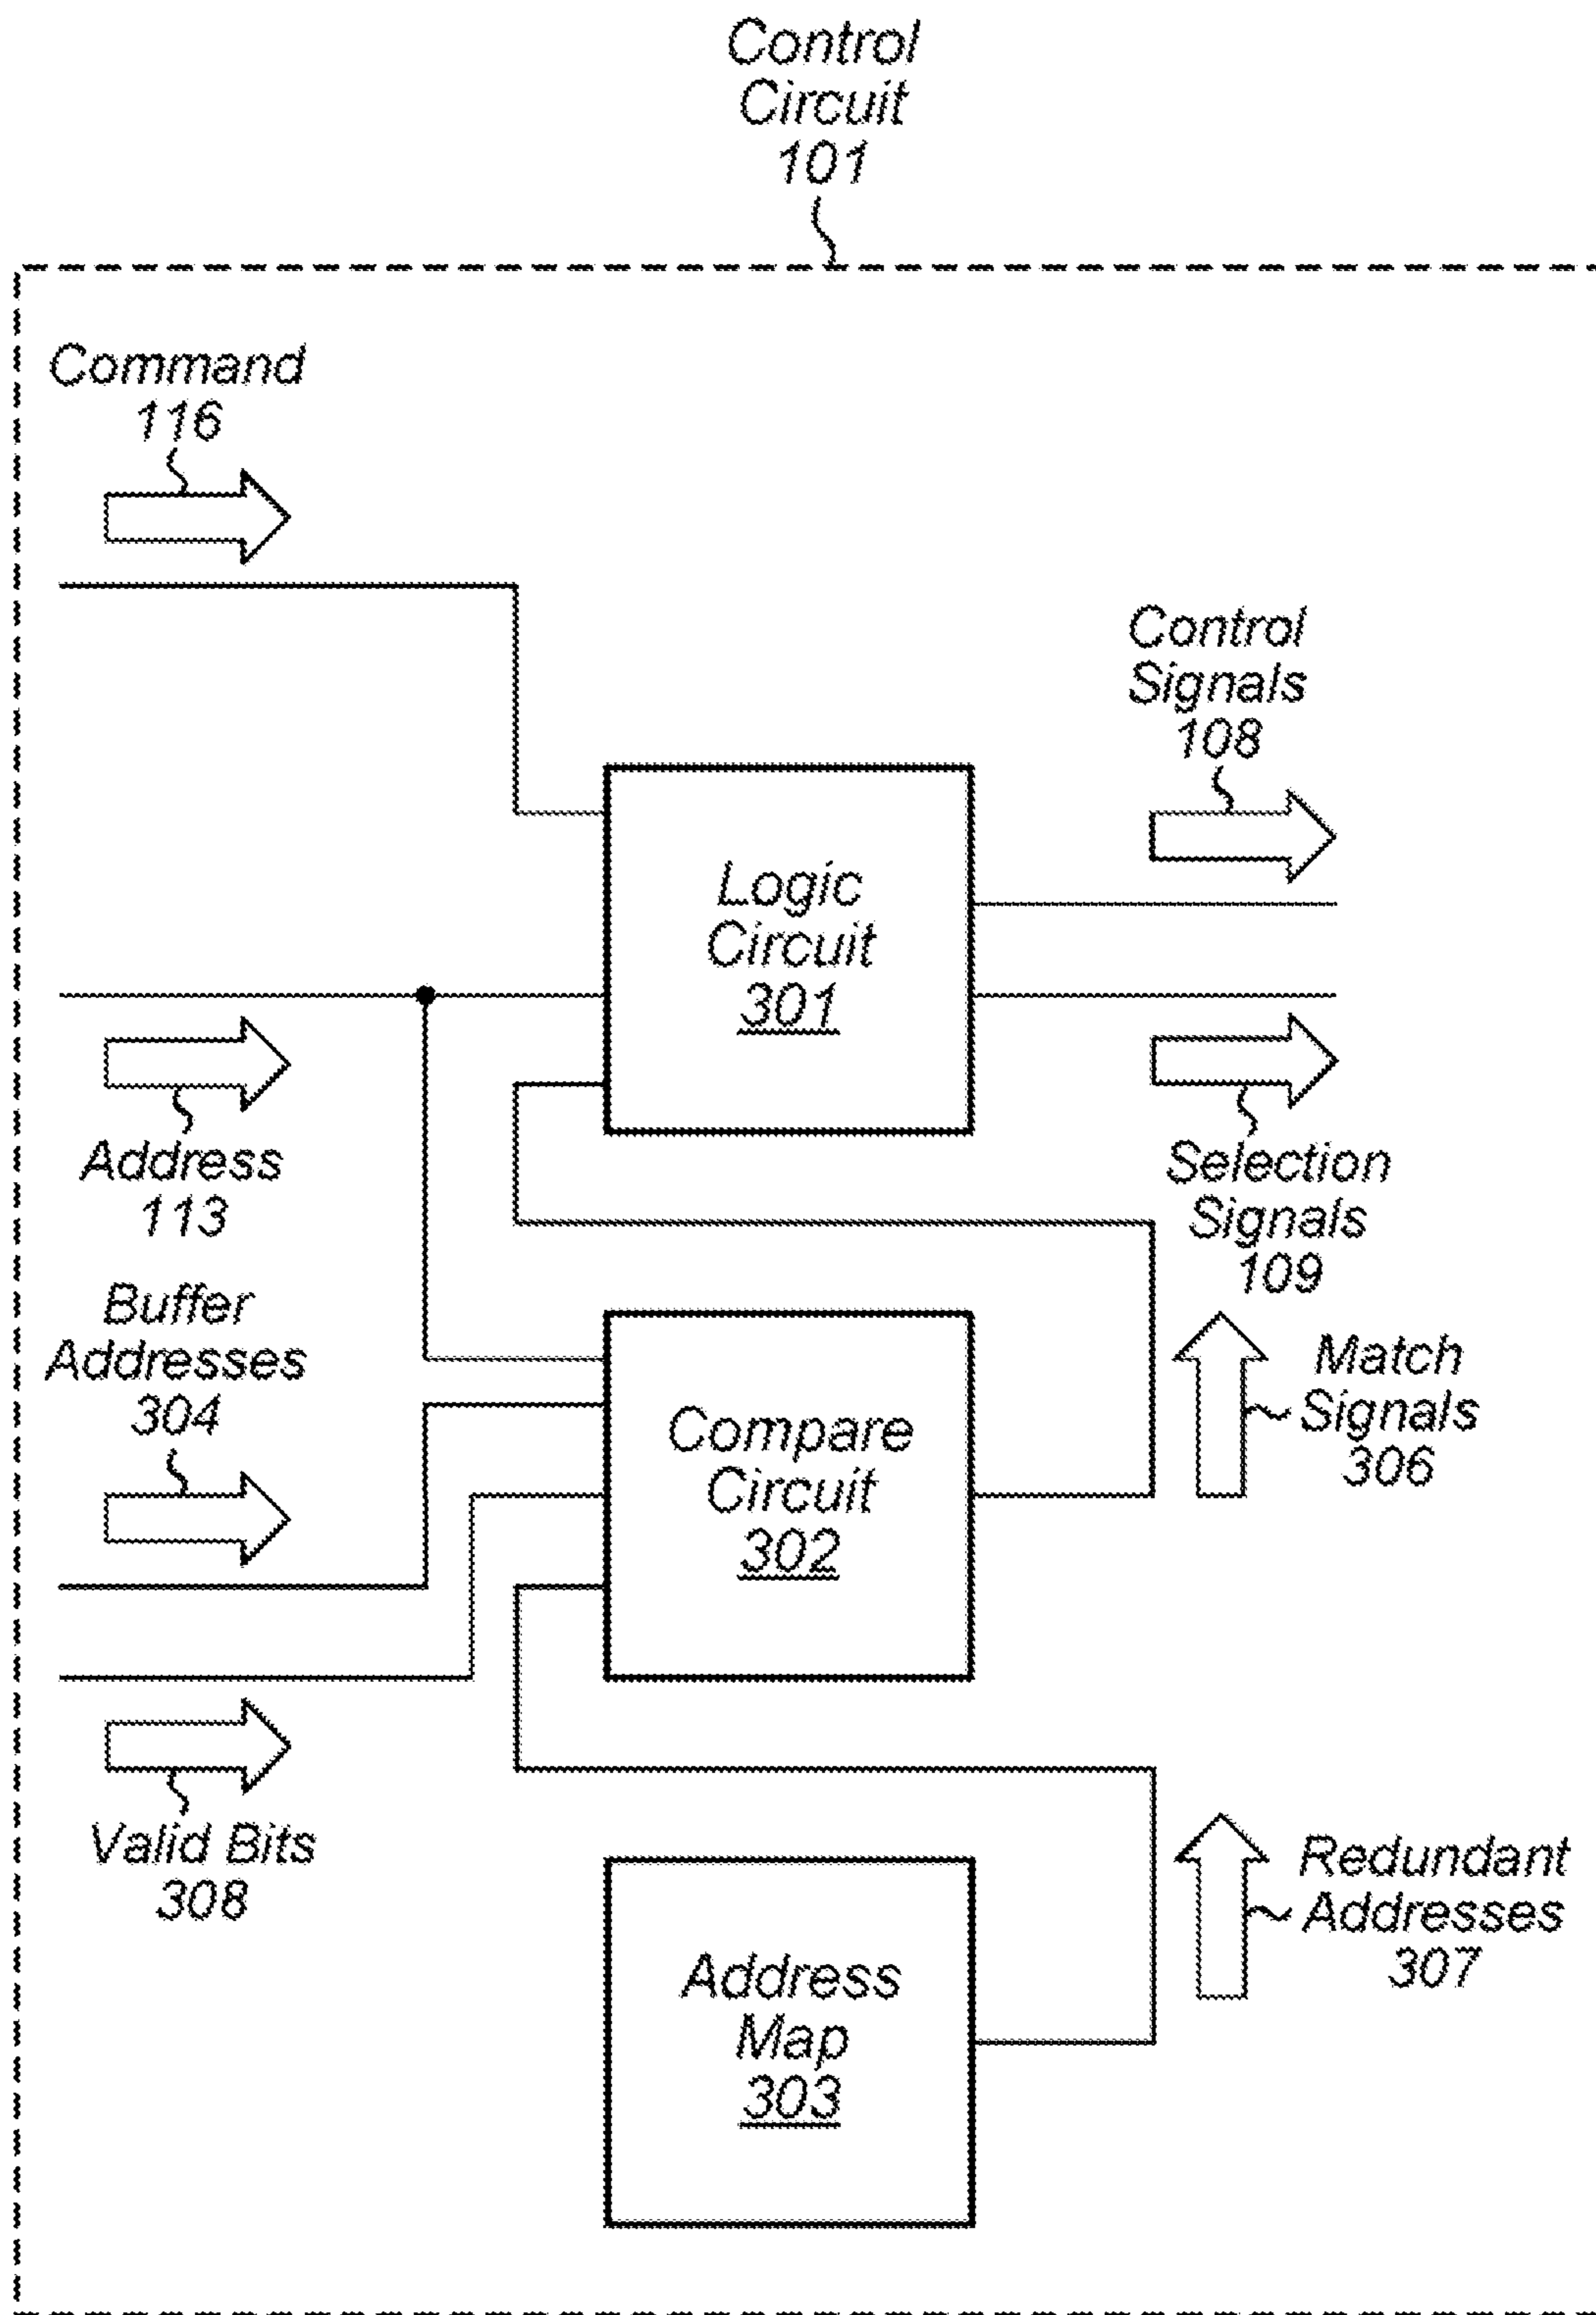 Control
Circuit
101
Command
116
Control
Signals
108
Logic
Circuit
301
Address
113
Selection
Signals
109
Buffer
Addresses
304
Match
Signals
306
Compare
Circuit
302
Valid Bits
308
Redundant
Addresses
307
Address
Map
303